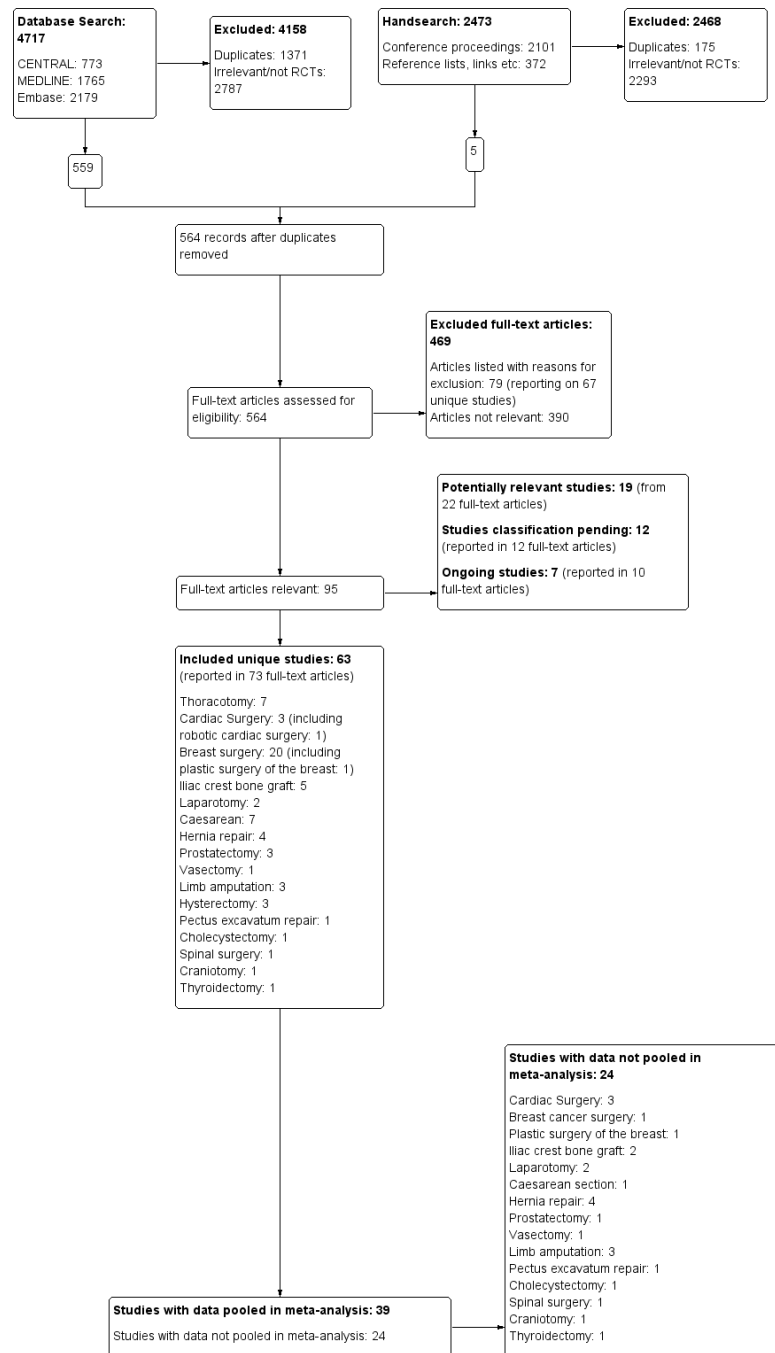 Database Search:
4717
CENTRAL: 773
MEDLINE: 1765
Embase: 2179
Excluded: 4158
Duplicates: 1371
Irrelevant/not RCTs:
2787
Handsearch: 2473
Conference proceedings: 2101
Reference lists, links etc: 372
Excluded: 2468
Duplicates: 175
Irrelevant/not RCTs:
2293
559
5
564 records after duplicates
removed
Excluded full-text articles:
469
Articles listed with reasons for
exclusion: 79 (reporting on 67
unique studies)
Articles not relevant: 390
Full-text articles assessed for
eligibility: 564
Potentially relevant studies: 19 (from
22 full-text articles)
Studies classification pending: 12
(reported in 12 full-text articles)
Ongoing studies: 7 (reported in 10
full-text articles)
Full-text articles relevant: 95
Included unique studies: 63
(reported in 73 full-text articles)
Thoracotomy: 7
Cardiac Surgery: 3 (including
robotic cardiac surgery: 1)
Breast surgery: 20 (including
plastic surgery of the breast: 1)
Iliac crest bone graft: 5
Laparotomy: 2
Caesarean: 7
Hernia repair: 4
Prostatectomy: 3
Vasectomy: 1
Limb amputation: 3
Hysterectomy: 3
Pectus excavatum repair: 1
Cholecystectomy: 1
Spinal surgery: 1
Craniotomy: 1
Thyroidectomy: 1
Studies with data not pooled in
meta-analysis: 24
Cardiac Surgery: 3
Breast cancer surgery: 1
Plastic surgery of the breast: 1
Iliac crest bone graft: 2
Laparotomy: 2
Caesarean section: 1
Hernia repair: 4
Prostatectomy: 1
Vasectomy: 1
Limb amputation: 3
Pectus excavatum repair: 1
Cholecystectomy: 1
Spinal surgery: 1
Craniotomy: 1
Thyroidectomy: 1
Studies with data pooled in meta-analysis: 39
Studies with data not pooled in meta-analysis: 24